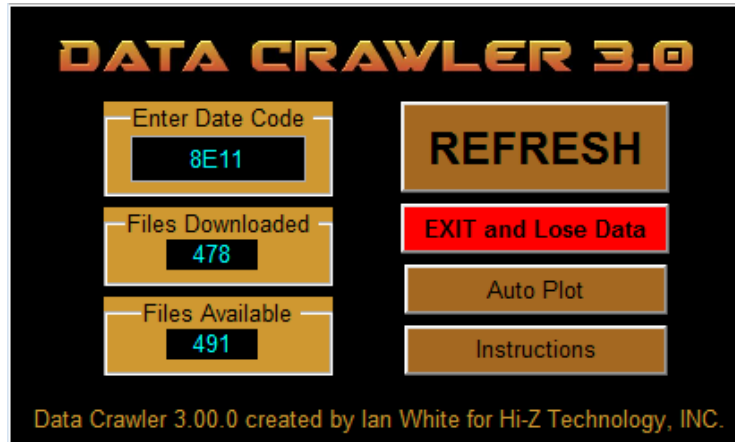 DATA CRAWLER 3.0
Enter Date Code
8E11
Files Downloaded
478
Files Available
491
REFRESH
EXIT and Lose Data
Auto Plot
Instructions
Data Crawler 3.00.0 created by Ian White for Hi-Z Technology, INC.